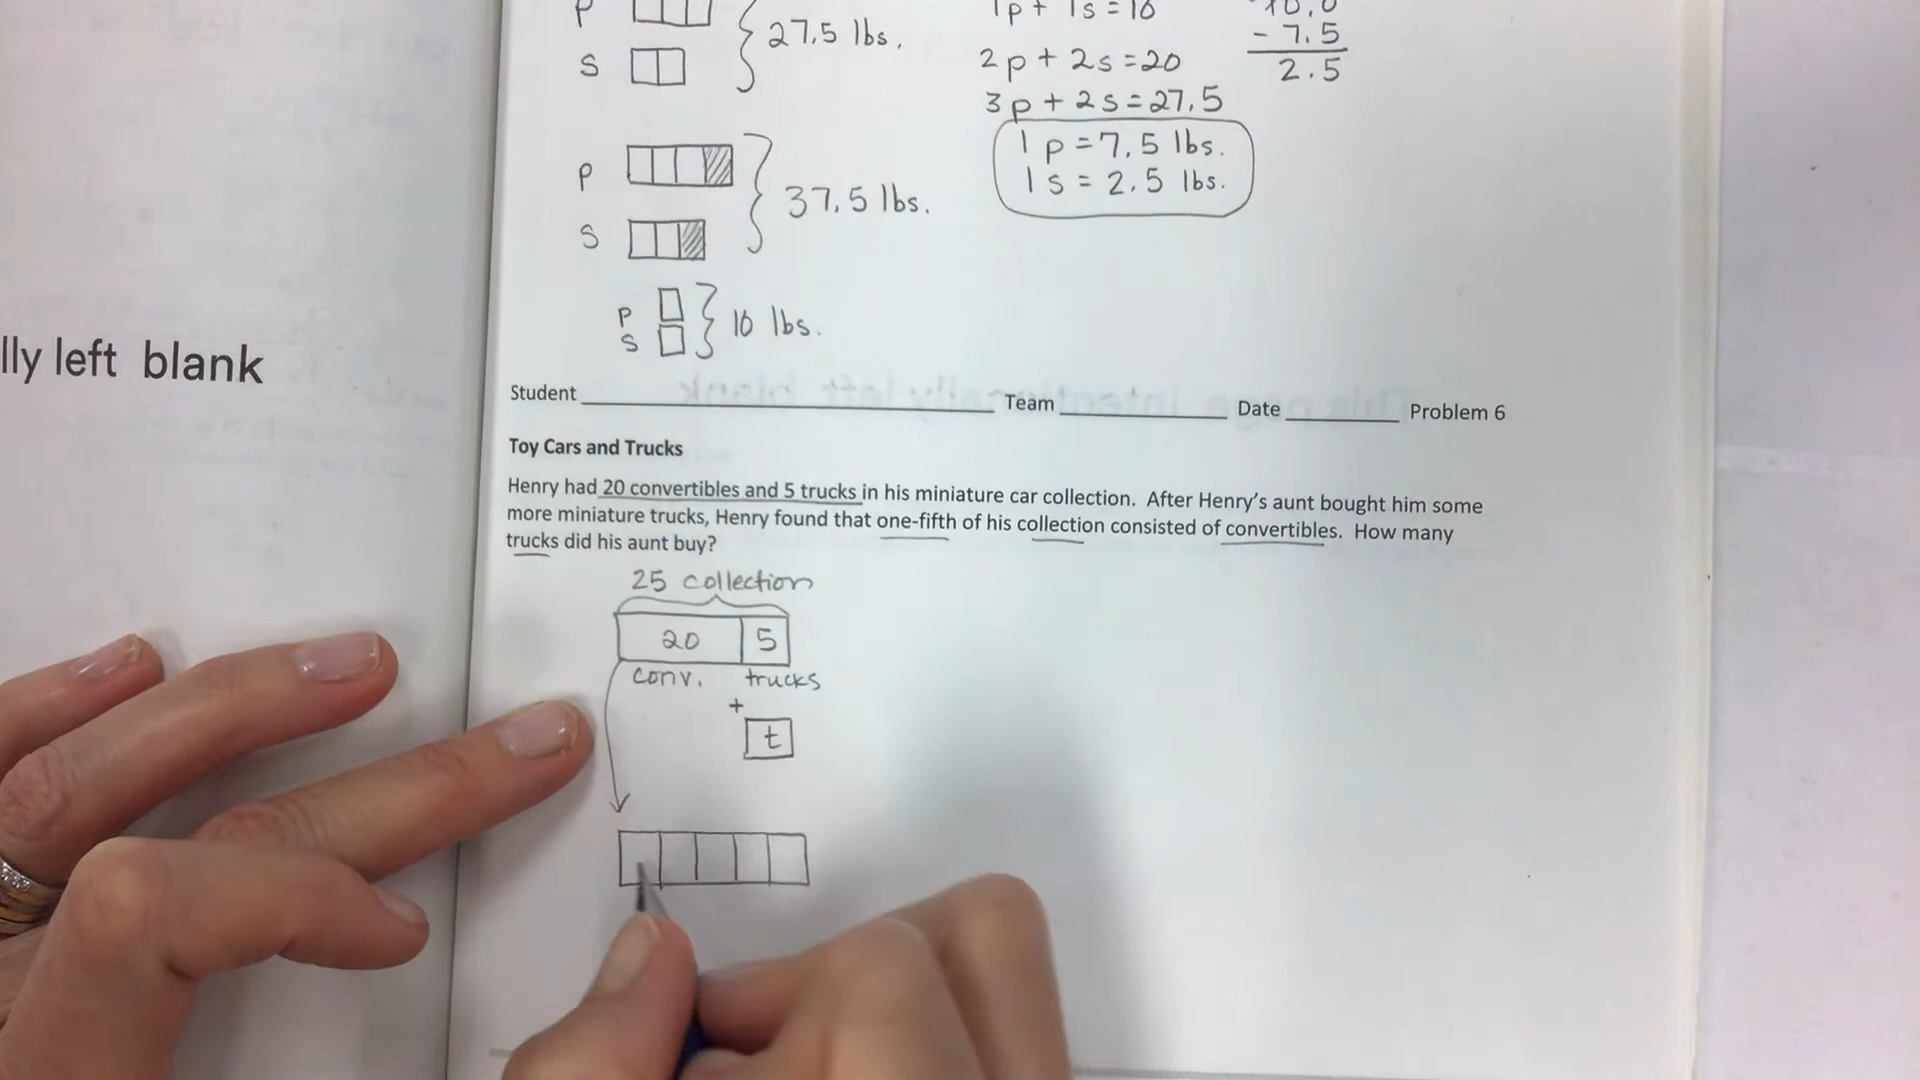 P
27.5 lbs.
S
1p + 1s = 10
2p + 2s = 20
3p + 2s = 27.5
1p = 7.5 lbs.
1s = 2.5 lbs.
10.0
- 7.5
2.5
P
37.5 lbs.
S
P
S
10 lbs.
lly left blank
Student Team Date Problem 6
Toy Cars and Trucks
Henry had 20 convertibles and 5 trucks in his miniature car collection. After Henry's aunt bought him some
more miniature trucks, Henry found that one-fifth of his collection consisted of convertibles. How many
trucks did his aunt buy?
25 collection
20 5
conv. trucks
+
t